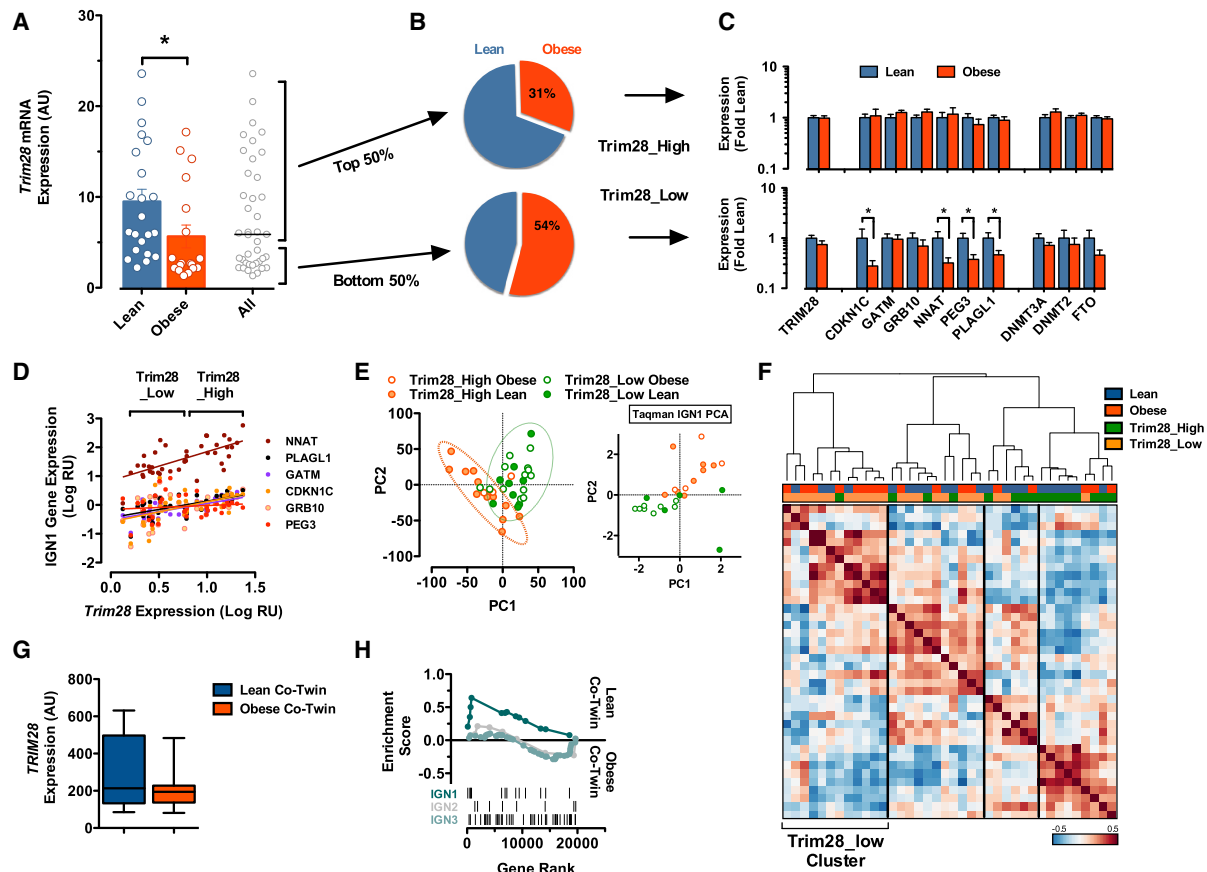 A
30
20
10
0
Trim28 mRNA
Expression (AU)
*
Lean
Obese
All
Top 50%
Bottom 50%
B
Lean
Obese
31%
54%
Trim28_High
Trim28_Low
C
Lean
Obese
Expression
(Fold Lean)
10
1
0.1
Expression
(Fold Lean)
10
1
0.1
*
*
*
*
TRIM28
CDKN1C
GATM
GRB10
NNAT
PEG3
PLAGL1
DNMT3A
DNMT2
FTO
D
Trim28
_Low
Trim28
_High
IGN1 Gene Expression
(Log RU)
3
2
1
0
-1
-2
0.0
0.5
1.0
1.5
Trim28 Expression (Log RU)
NNAT
PLAGL1
GATM
CDKN1C
GRB10
PEG3
E
Trim28_High Obese
Trim28_High Lean
Trim28_Low Obese
Trim28_Low Lean
PC2
100
50
0
-50
-100
-100
-50
0
50
100
PC1
Taqman IGN1 PCA
PC2
2
0
-2
-2
0
2
PC1
F
Lean
Obese
Trim28_High
Trim28_Low
Trim28_low
Cluster
-0.5
0.5
G
TRIM28
Expression (AU)
800
600
400
200
0
Lean Co-Twin
Obese Co-Twin
H
Enrichment
Score
1.0
0.5
0.0
-0.5
Lean
Co-Twin
Obese
Co-Twin
IGN1
IGN2
IGN3
0
10000
20000
Gene Rank